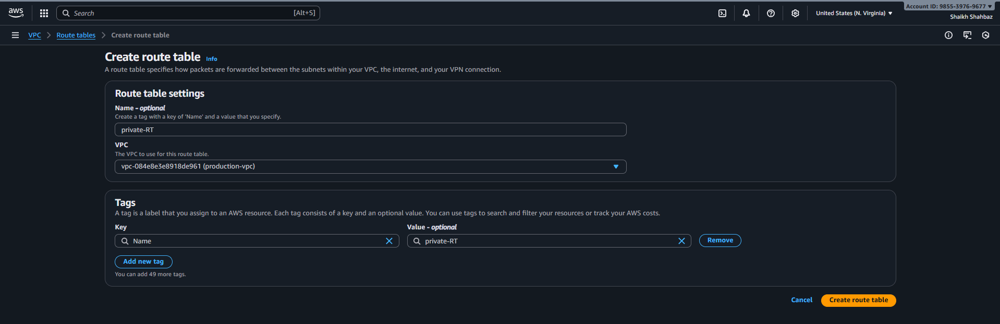 aws
Search [Alt+S]
United States (N. Virginia)
Account ID: 9855-3976-9677
Shaikh Shahbaz
VPC > Route tables > Create route table
Create route table Info
A route table specifies how packets are forwarded between the subnets within your VPC, the internet, and your VPN connection.
Route table settings
Name - optional
Create a tag with a key of 'Name' and a value that you specify.
private-RT
VPC
The VPC to use for this route table.
vpc-084e8e3e8918de961 (production-vpc)
Tags
A tag is a label that you assign to an AWS resource. Each tag consists of a key and an optional value. You can use tags to search and filter your resources or track your AWS costs.
Key Value - optional
Name private-RT Remove
Add new tag
You can add 49 more tags.
Cancel Create route table